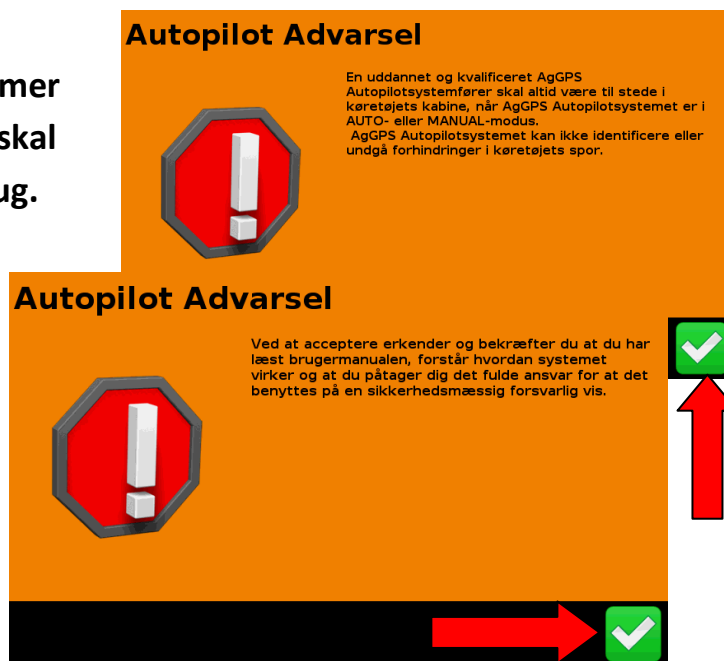 mer
skal
ug.
Autopilot Advarsel
En uddannet og kvalificeret AgGPS
Autopilotsystemfører skal altid være til stede i
køretøjets kabine, når AgGPS Autopilotsystemet er i
AUTO- eller MANUAL-modus.
AgGPS Autopilotsystemet kan ikke identificere eller
undgå forhindringer i køretøjets spor.
Autopilot Advarsel
Ved at acceptere erkender og bekræfter du at du har
læst brugermanualen, forstår hvordan systemet
virker og at du påtager dig det fulde ansvar for at det
benyttes på en sikkerhedsmæssig forsvarlig vis.